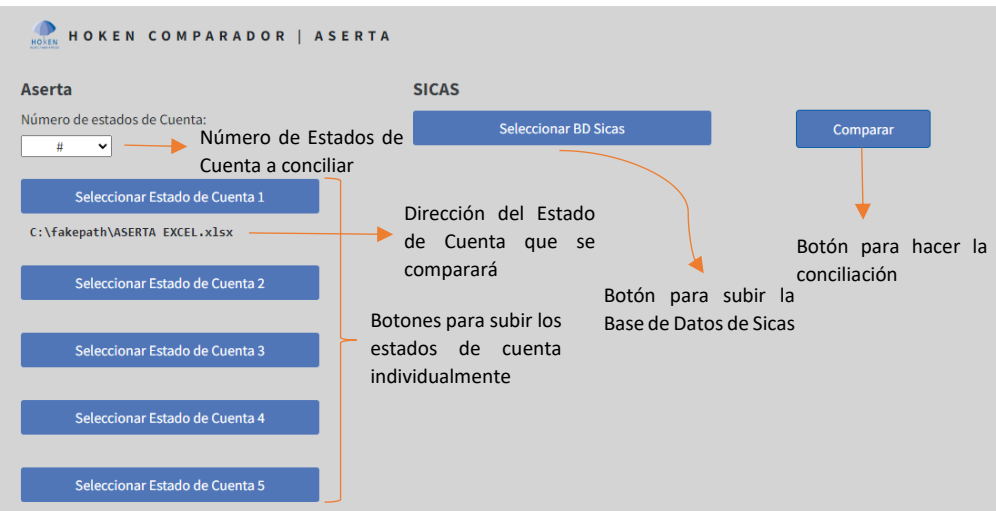 HOKEN
HOKEN COMPARADOR | ASERTA
Aserta
SICAS
Número de estados de Cuenta:
#
Número de Estados de
Cuenta a conciliar
Seleccionar BD Sicas
Comparar
Seleccionar Estado de Cuenta 1
C:\fakepath\ASERTA EXCEL.xlsx
Dirección del Estado
de Cuenta que se
comparará
Botón para hacer la
conciliación
Seleccionar Estado de Cuenta 2
Botón para subir la
Base de Datos de Sicas
Botones para subir los
estados de cuenta
individualmente
Seleccionar Estado de Cuenta 3
Seleccionar Estado de Cuenta 4
Seleccionar Estado de Cuenta 5